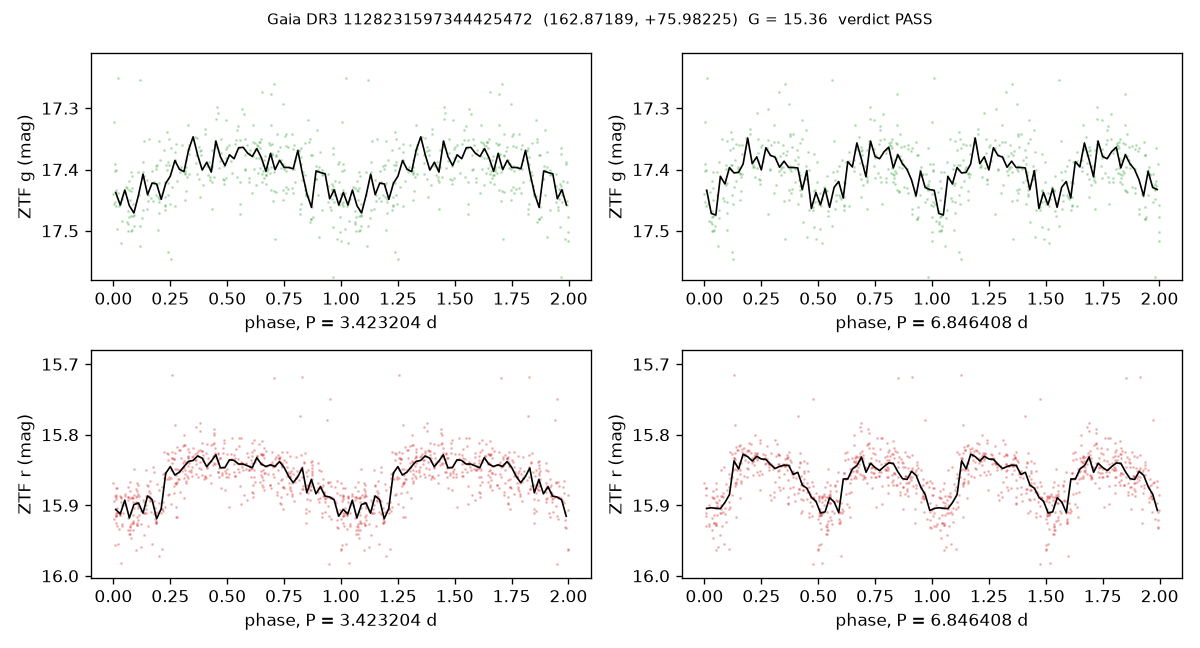 Gaia DR3 1128231597344425472 (162.87189, +75.98225) G = 15.36 verdict PASS
ZTF g (mag)
17.3
17.4
17.5
0.00 0.25 0.50 0.75 1.00 1.25 1.50 1.75 2.00
phase, P = 3.423204 d
ZTF g (mag)
17.3
17.4
17.5
0.00 0.25 0.50 0.75 1.00 1.25 1.50 1.75 2.00
phase, P = 6.846408 d
ZTF r (mag)
15.7
15.8
15.9
16.0
0.00 0.25 0.50 0.75 1.00 1.25 1.50 1.75 2.00
phase, P = 3.423204 d
ZTF r (mag)
15.7
15.8
15.9
16.0
0.00 0.25 0.50 0.75 1.00 1.25 1.50 1.75 2.00
phase, P = 6.846408 d